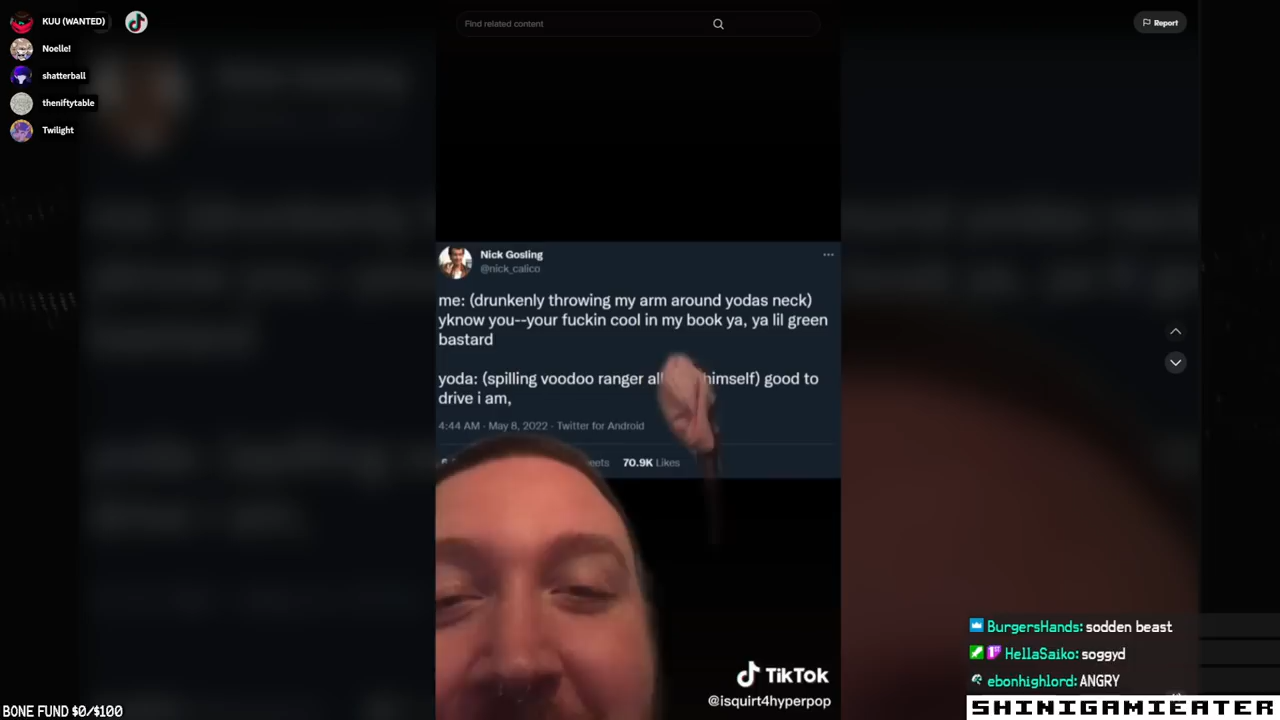 KUU (WANTED)
Noelle!
shatterball
theniftytable
Twilight
Find related content
Report
Nick Gosling
@nick_calico
me: (drunkenly throwing my arm around yodas neck)
yknow you--your fuckin cool in my book ya, ya lil green
bastard
yoda: (spilling voodoo ranger all himself) good to
drive i am,
4:44 AM · May 8, 2022 · Twitter for Android
70.9K Likes
TikTok
@isquirt4hyperpop
BurgersHands: sodden beast
HellaSaiko: soggyd
ebonhighlord: ANGRY
BONE FUND $0/$100
SHINIGAMIEATER